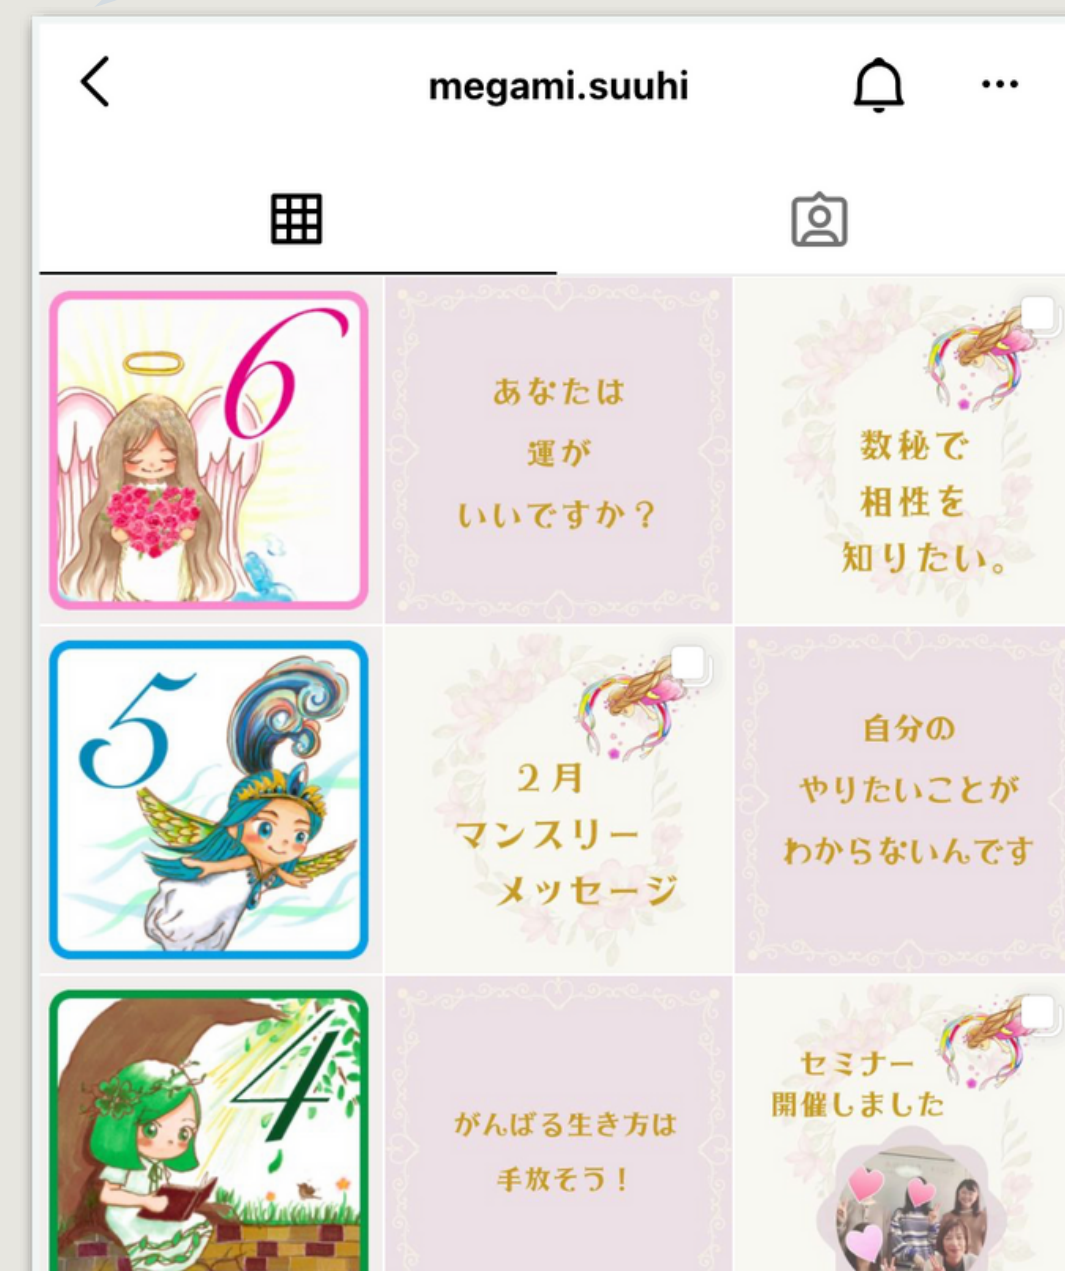 megami.suuhi
6
あなたは
運が
いいですか？
数秘で
相性を
知りたい。
5
2月
マンスリー
メッセージ
自分の
やりたいことが
わからないんです
4
がんばる生き方は
手放そう！
セミナー
開催しました